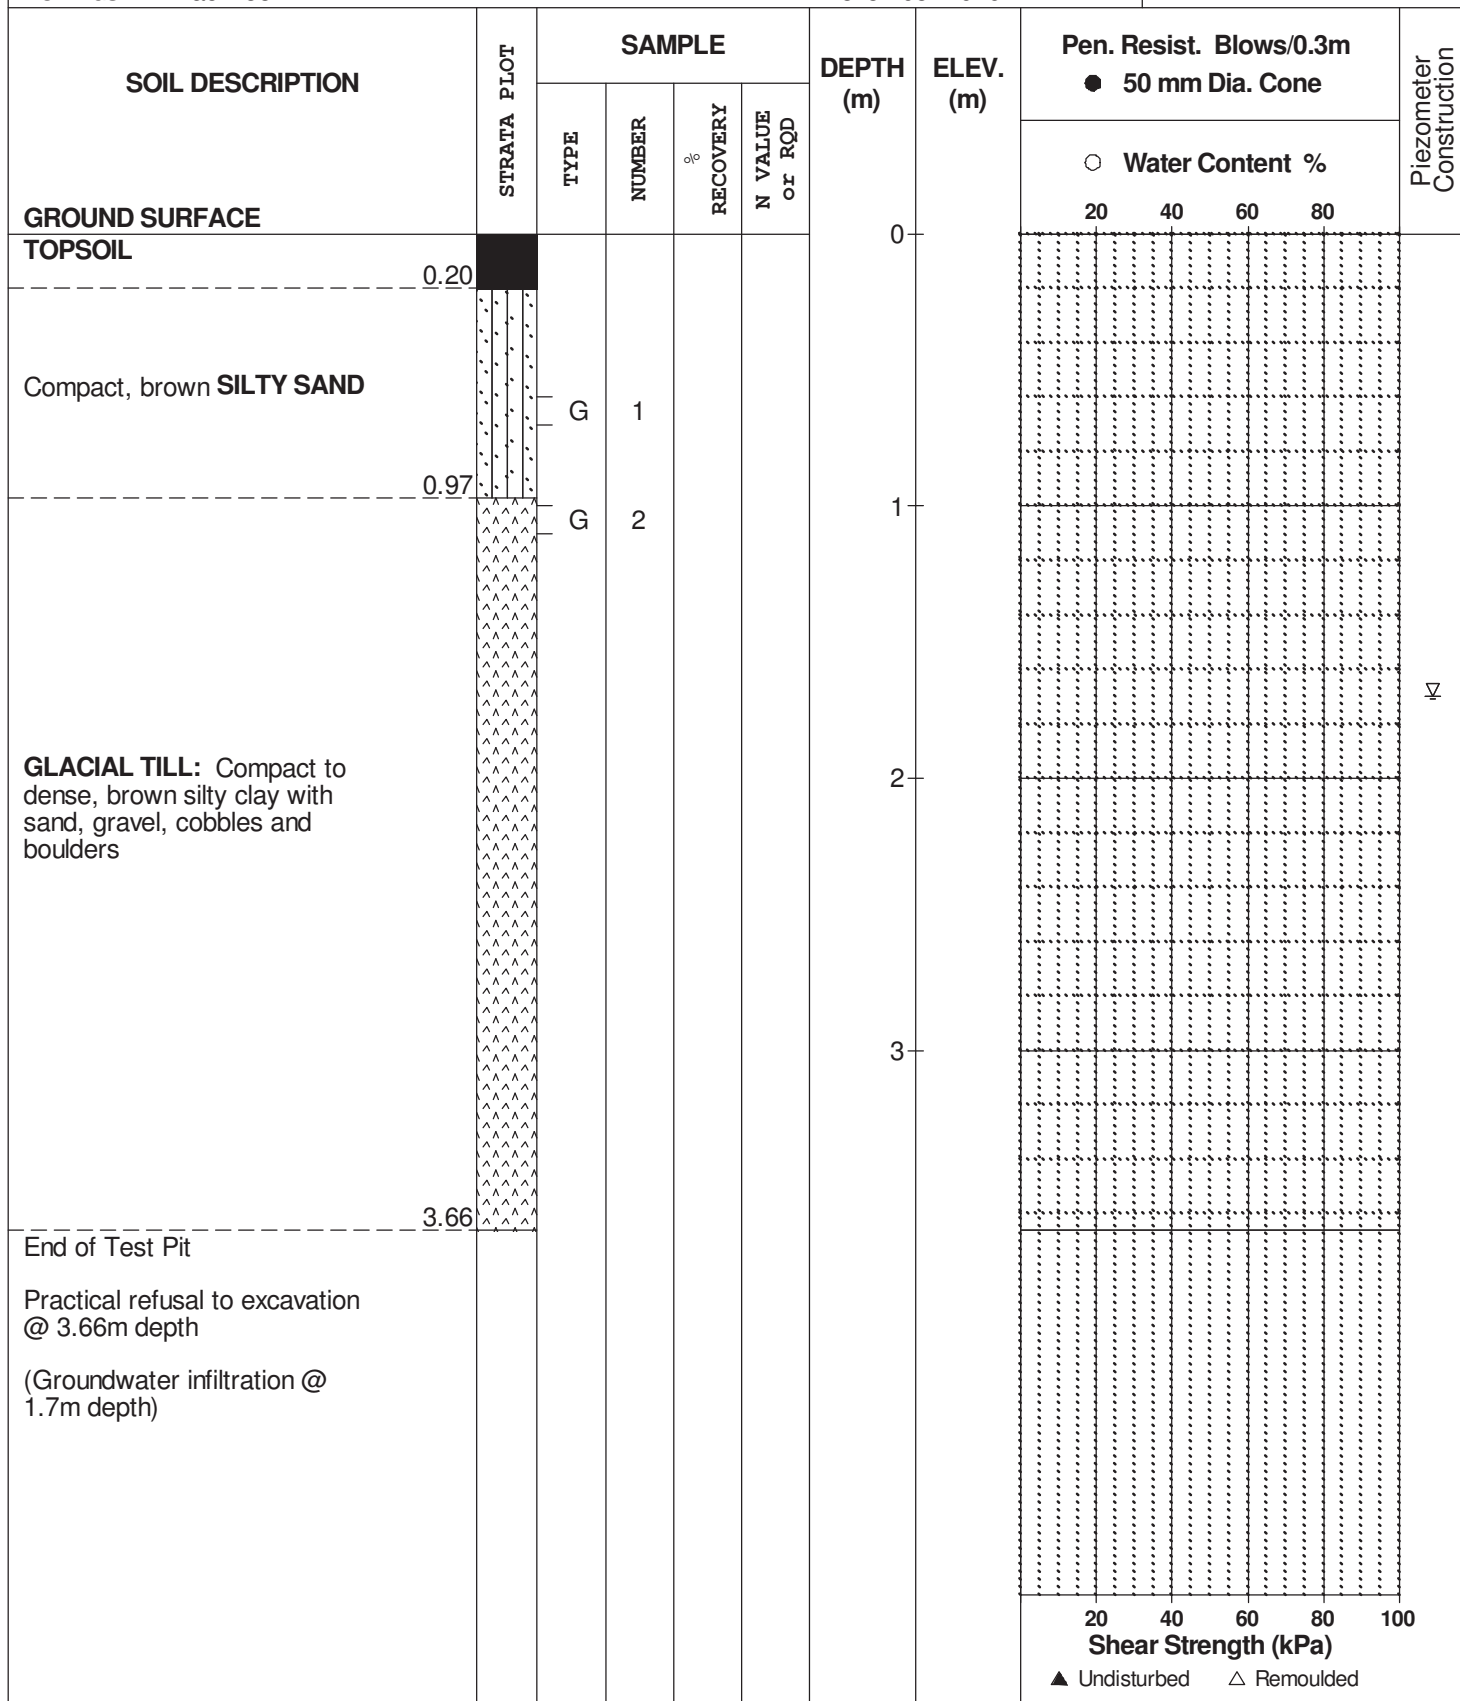 SOIL DESCRIPTION
GROUND SURFACE
STRATA PLOT
SAMPLE
TYPE
NUMBER
% RECOVERY
N VALUE or RQD
DEPTH
(m)
ELEV.
(m)
Pen. Resist. Blows/0.3m
● 50 mm Dia. Cone
○ Water Content %
20 40 60 80
Piezometer
Construction
TOPSOIL
0.20
Compact, brown SILTY SAND
0.97
G 1
G 2
GLACIAL TILL: Compact to
dense, brown silty clay with
sand, gravel, cobbles and
boulders
3.66
0
1
2
3
End of Test Pit
Practical refusal to excavation
@ 3.66m depth
(Groundwater infiltration @
1.7m depth)
20 40 60 80 100
Shear Strength (kPa)
▲ Undisturbed △ Remoulded